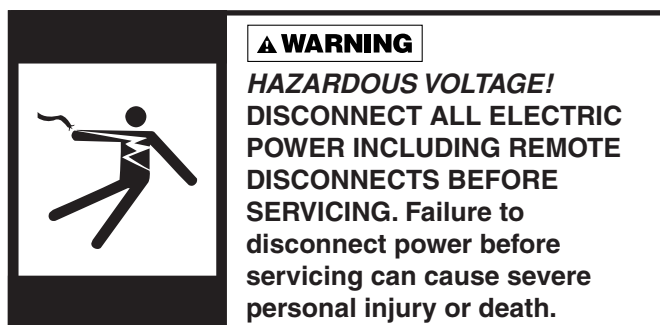 WARNING
HAZARDOUS VOLTAGE!
DISCONNECT ALL ELECTRIC
POWER INCLUDING REMOTE
DISCONNECTS BEFORE
SERVICING. Failure to
disconnect power before
servicing can cause severe
personal injury or death.